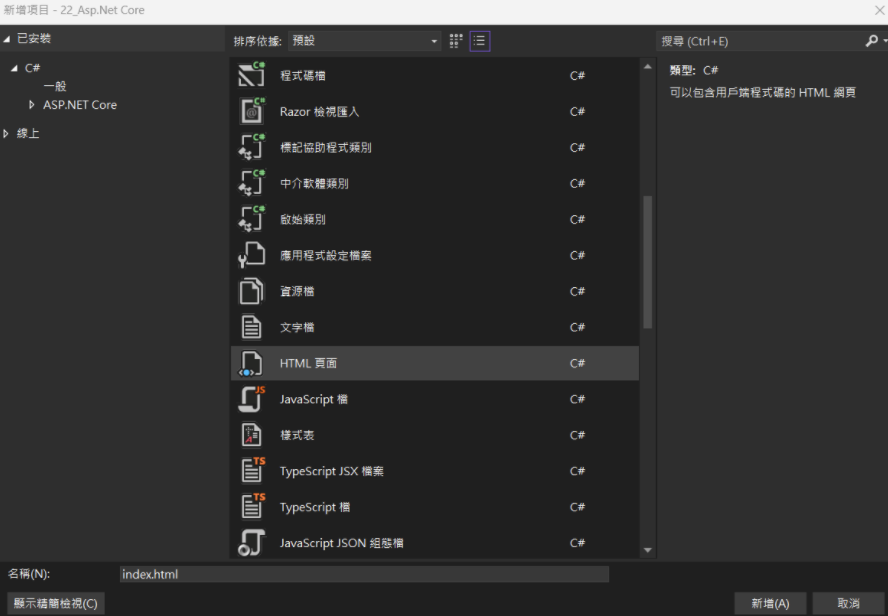 新增項目 - 22_Asp.Net Core
已安裝
C#
一般
ASP.NET Core
線上
排序依據: 預設
程式碼檔 C#
Razor 檢視匯入 C#
標記協助程式類別 C#
中介軟體類別 C#
啟始類別 C#
應用程式設定檔案 C#
資源檔 C#
文字檔 C#
HTML 頁面 C#
JavaScript 檔 C#
樣式表 C#
TypeScript JSX 檔案 C#
TypeScript 檔 C#
JavaScript JSON 組態檔 C#
搜尋 (Ctrl+E)
類型: C#
可以包含用戶端程式碼的 HTML 網頁
名稱(N): index.html
顯示精簡檢視(C)
新增(A) 取消